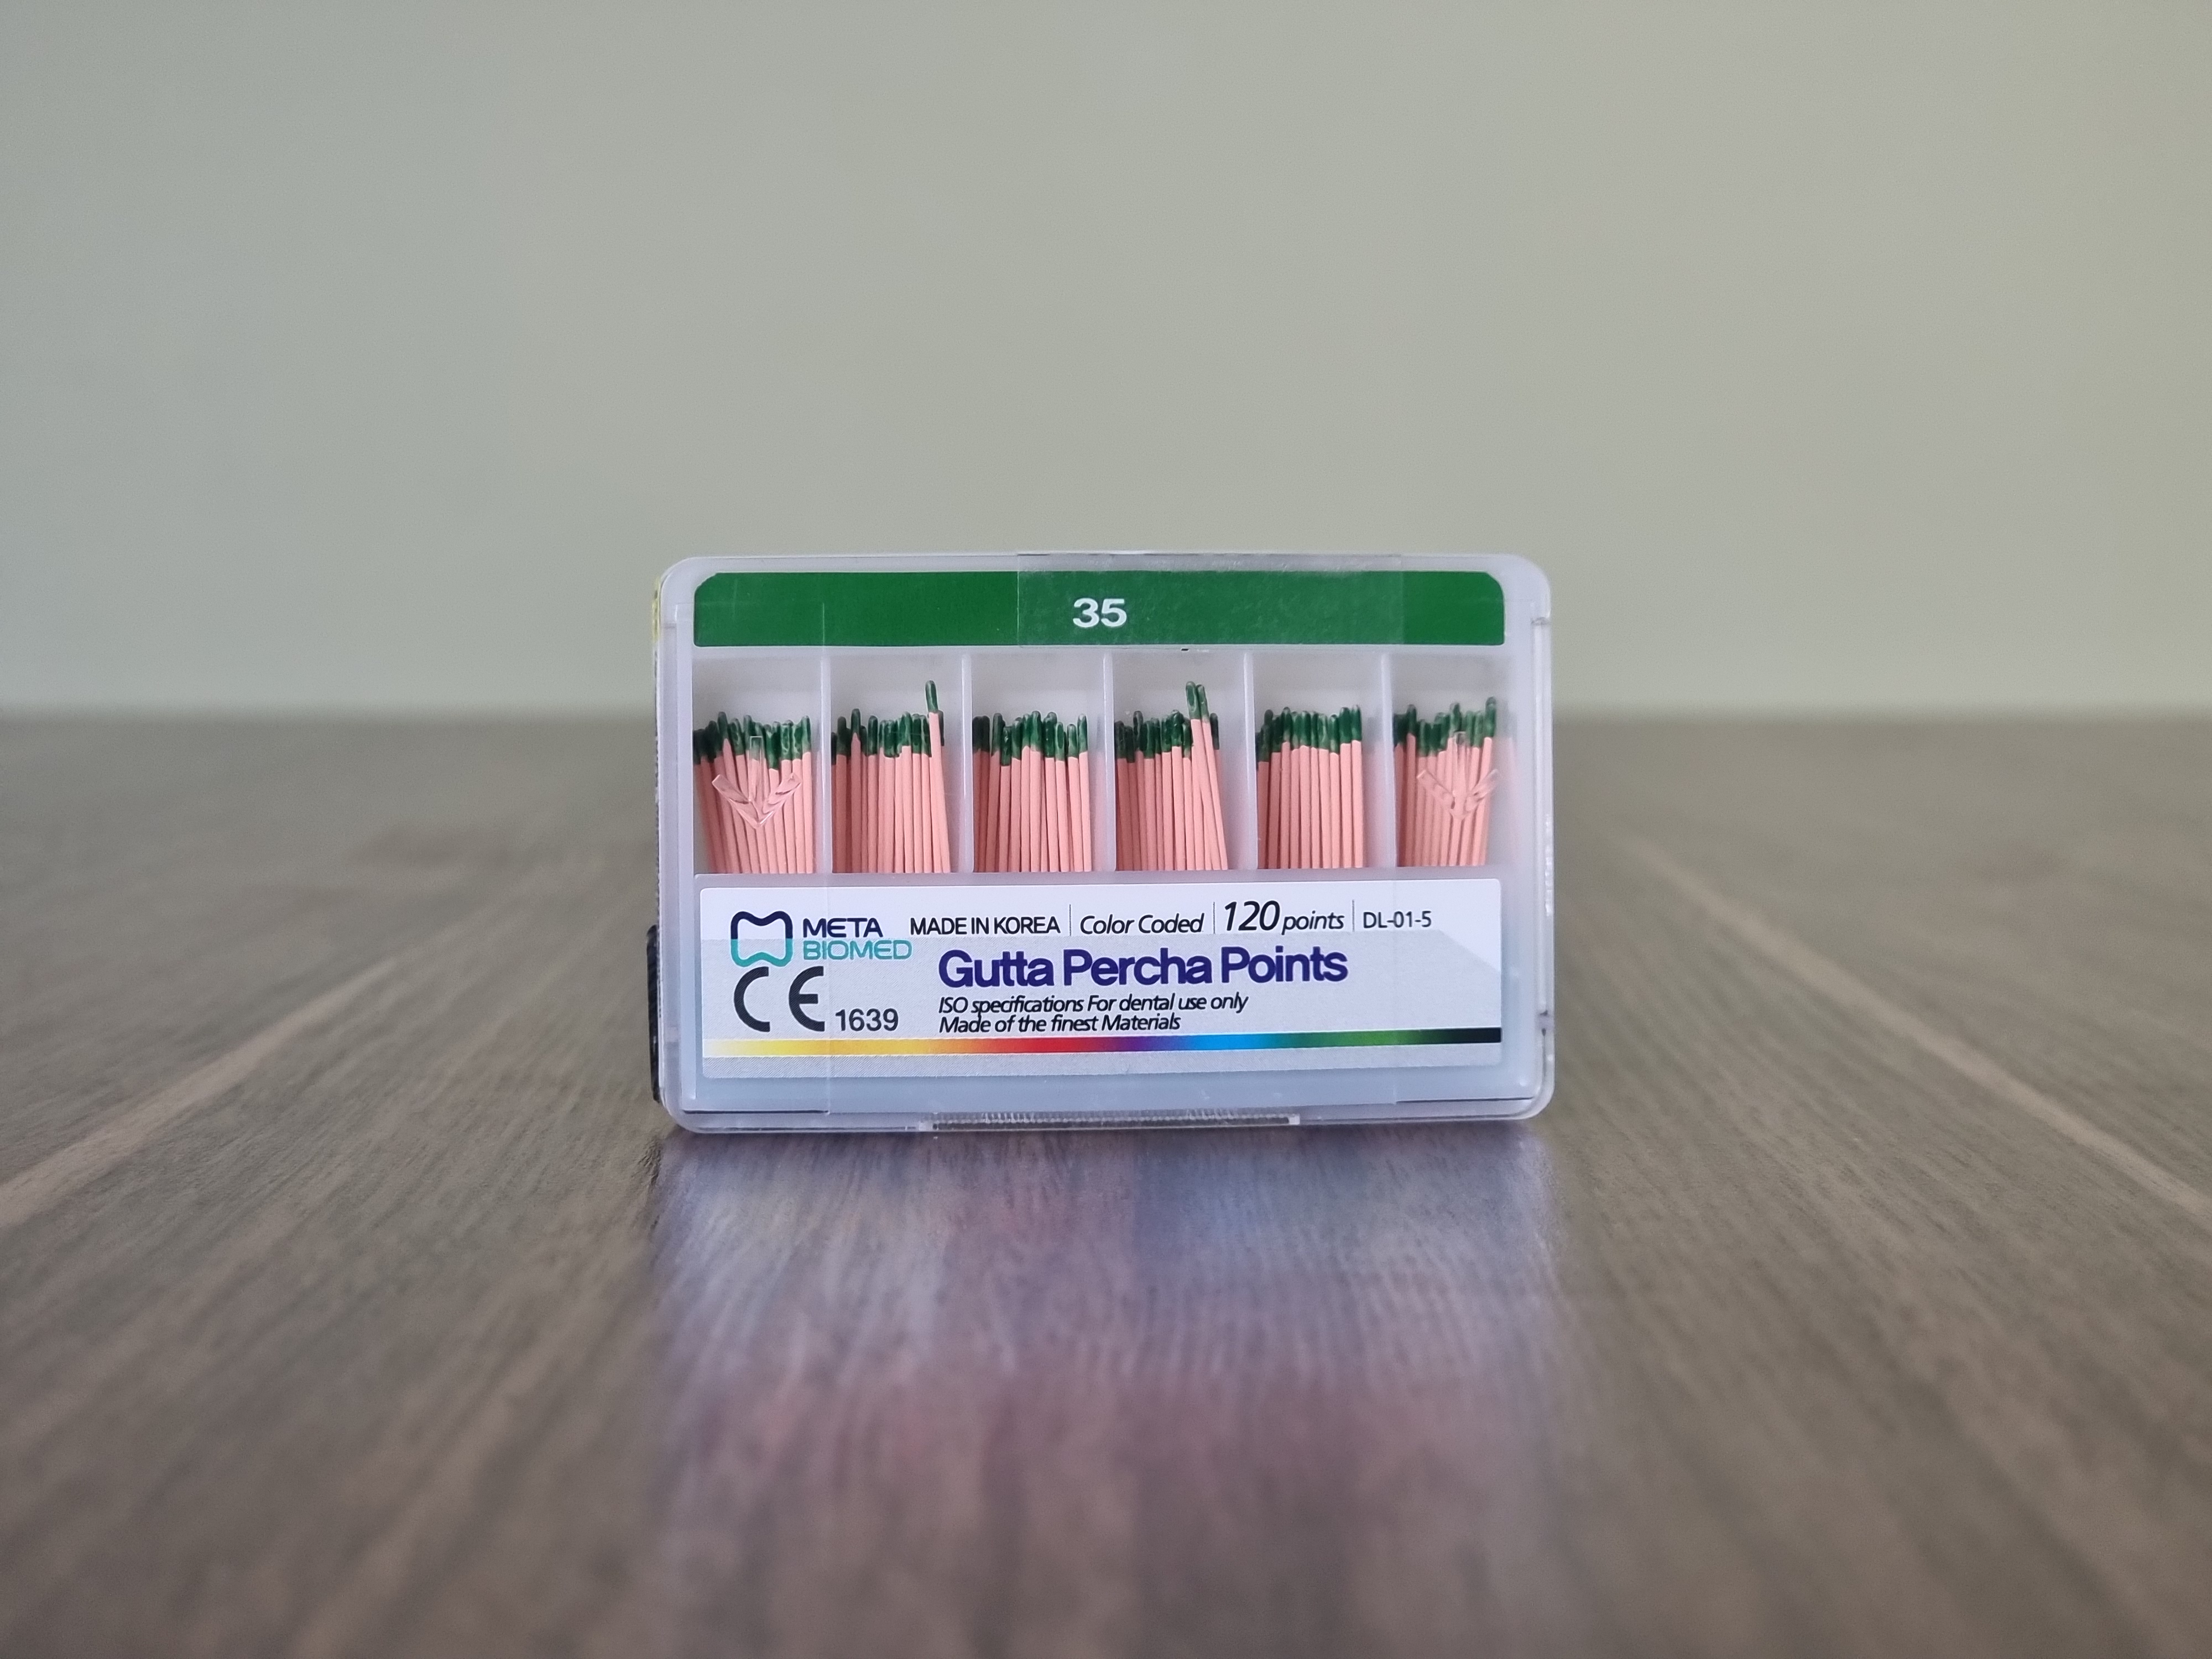 35
META BIOMED
MADE IN KOREA | Color Coded | 120 points | DL-01-5
Gutta Percha Points
CE 1639
ISO specifications For dental use only
Made of the finest Materials